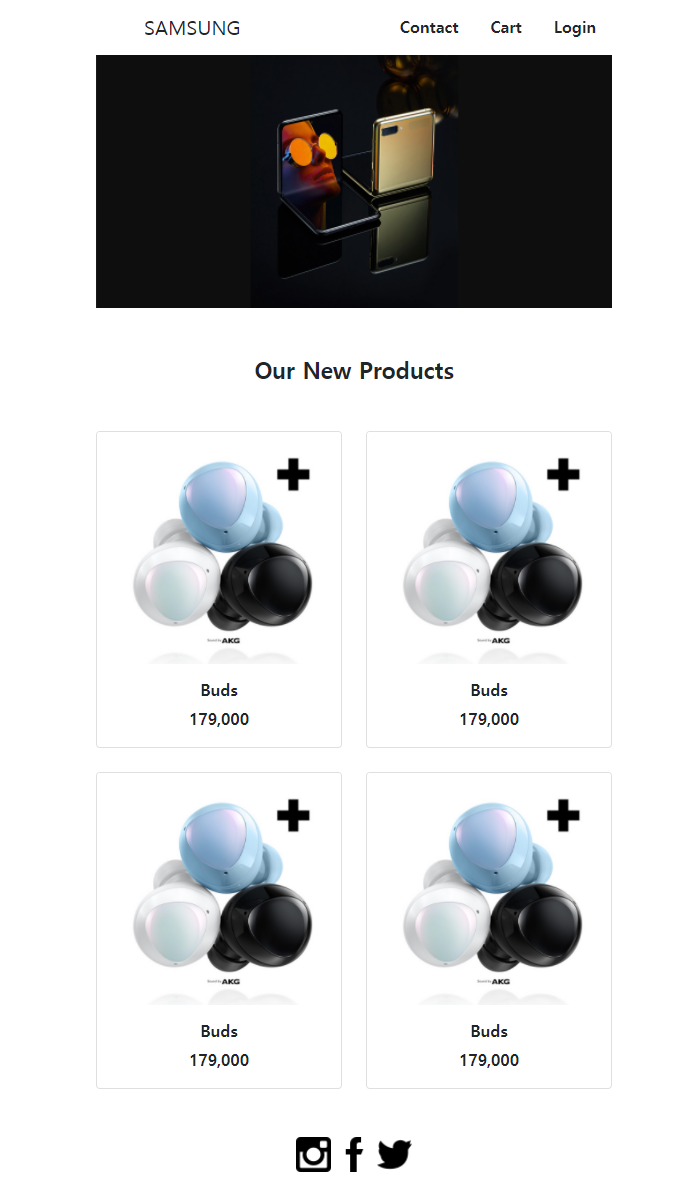 SAMSUNG
Contact Cart Login
Our New Products
Sound by AKG
Buds
179,000
Sound by AKG
Buds
179,000
Sound by AKG
Buds
179,000
Sound by AKG
Buds
179,000